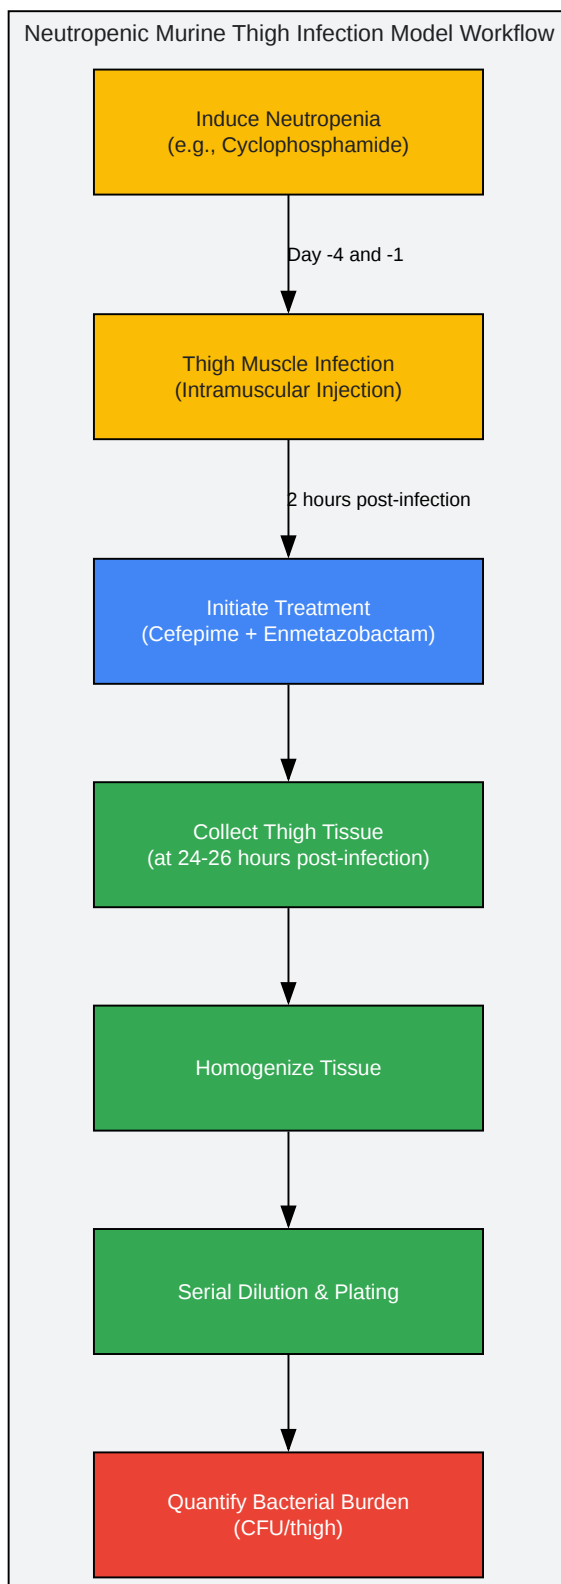 Neutropenic Murine Thigh Infection Model Workflow
Induce Neutropenia
(e.g., Cyclophosphamide)
Day -4 and -1
Thigh Muscle Infection
(Intramuscular Injection)
2 hours post-infection
Initiate Treatment
(Cefepime + Enmetazobactam)
Collect Thigh Tissue
(at 24-26 hours post-infection)
Homogenize Tissue
Serial Dilution & Plating
Quantify Bacterial Burden
(CFU/thigh)